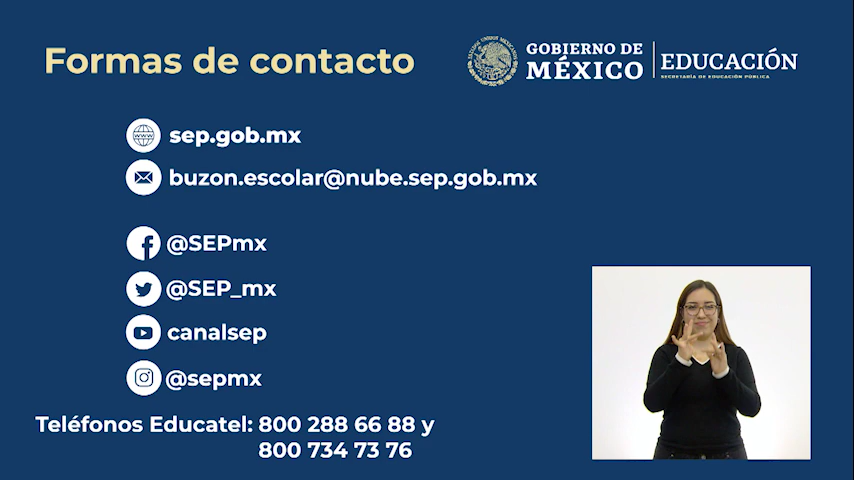 Formas de contacto
GOBIERNO DE
MÉXICO
EDUCACIÓN
SECRETARÍA DE EDUCACIÓN PÚBLICA
www
sep.gob.mx
buzon.escolar@nube.sep.gob.mx
@SEPmx
@SEP_mx
canalsep
@sepmx
Teléfonos Educatel: 800 288 66 88 y
800 734 73 76